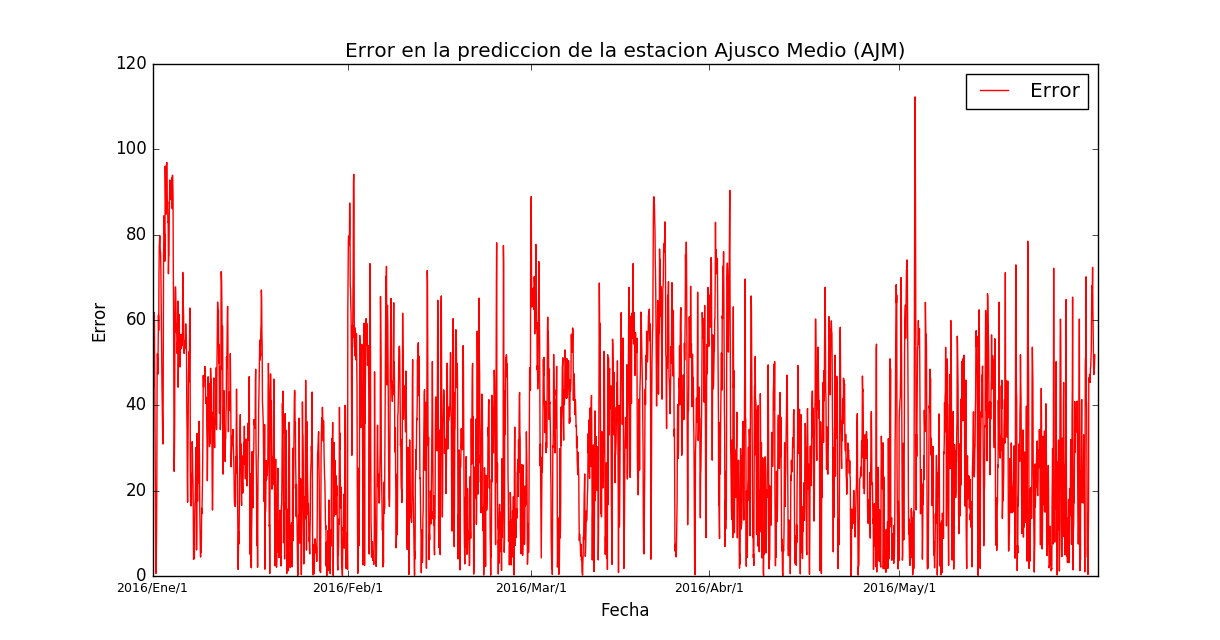 Error en la prediccion de la estacion Ajusco Medio (AJM)
Error
120
100
80
60
40
20
0
Error
2016/Ene/1
2016/Feb/1
2016/Mar/1
2016/Abr/1
2016/May/1
Fecha